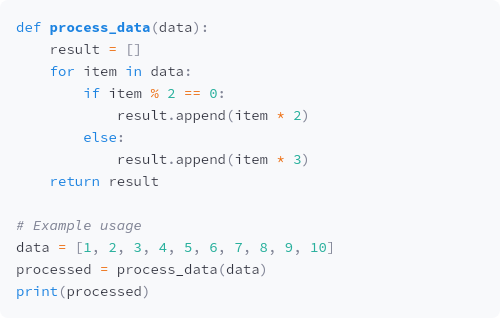 def process_data(data):
    result = []
    for item in data:
        if item % 2 == 0:
            result.append(item * 2)
        else:
            result.append(item * 3)
    return result

# Example usage
data = [1, 2, 3, 4, 5, 6, 7, 8, 9, 10]
processed = process_data(data)
print(processed)